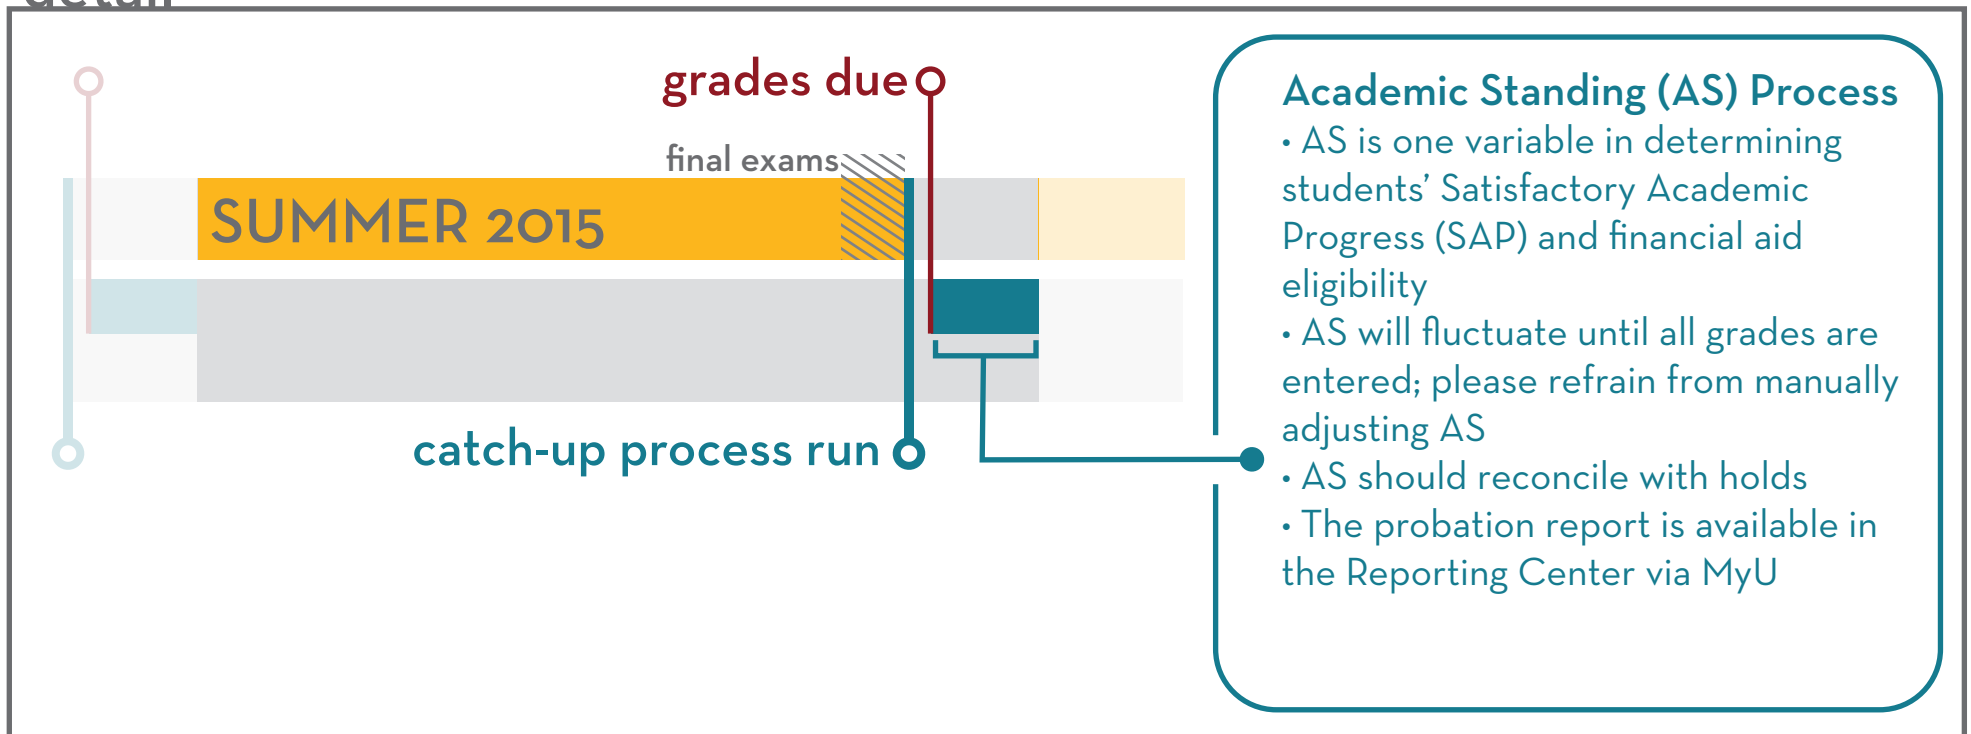 detail
grades due
final exams
SUMMER 2015
catch-up process run
Academic Standing (AS) Process
• AS is one variable in determining
students’ Satisfactory Academic
Progress (SAP) and financial aid
eligibility
• AS will fluctuate until all grades are
entered; please refrain from manually
adjusting AS
• AS should reconcile with holds
• The probation report is available in
the Reporting Center via MyU